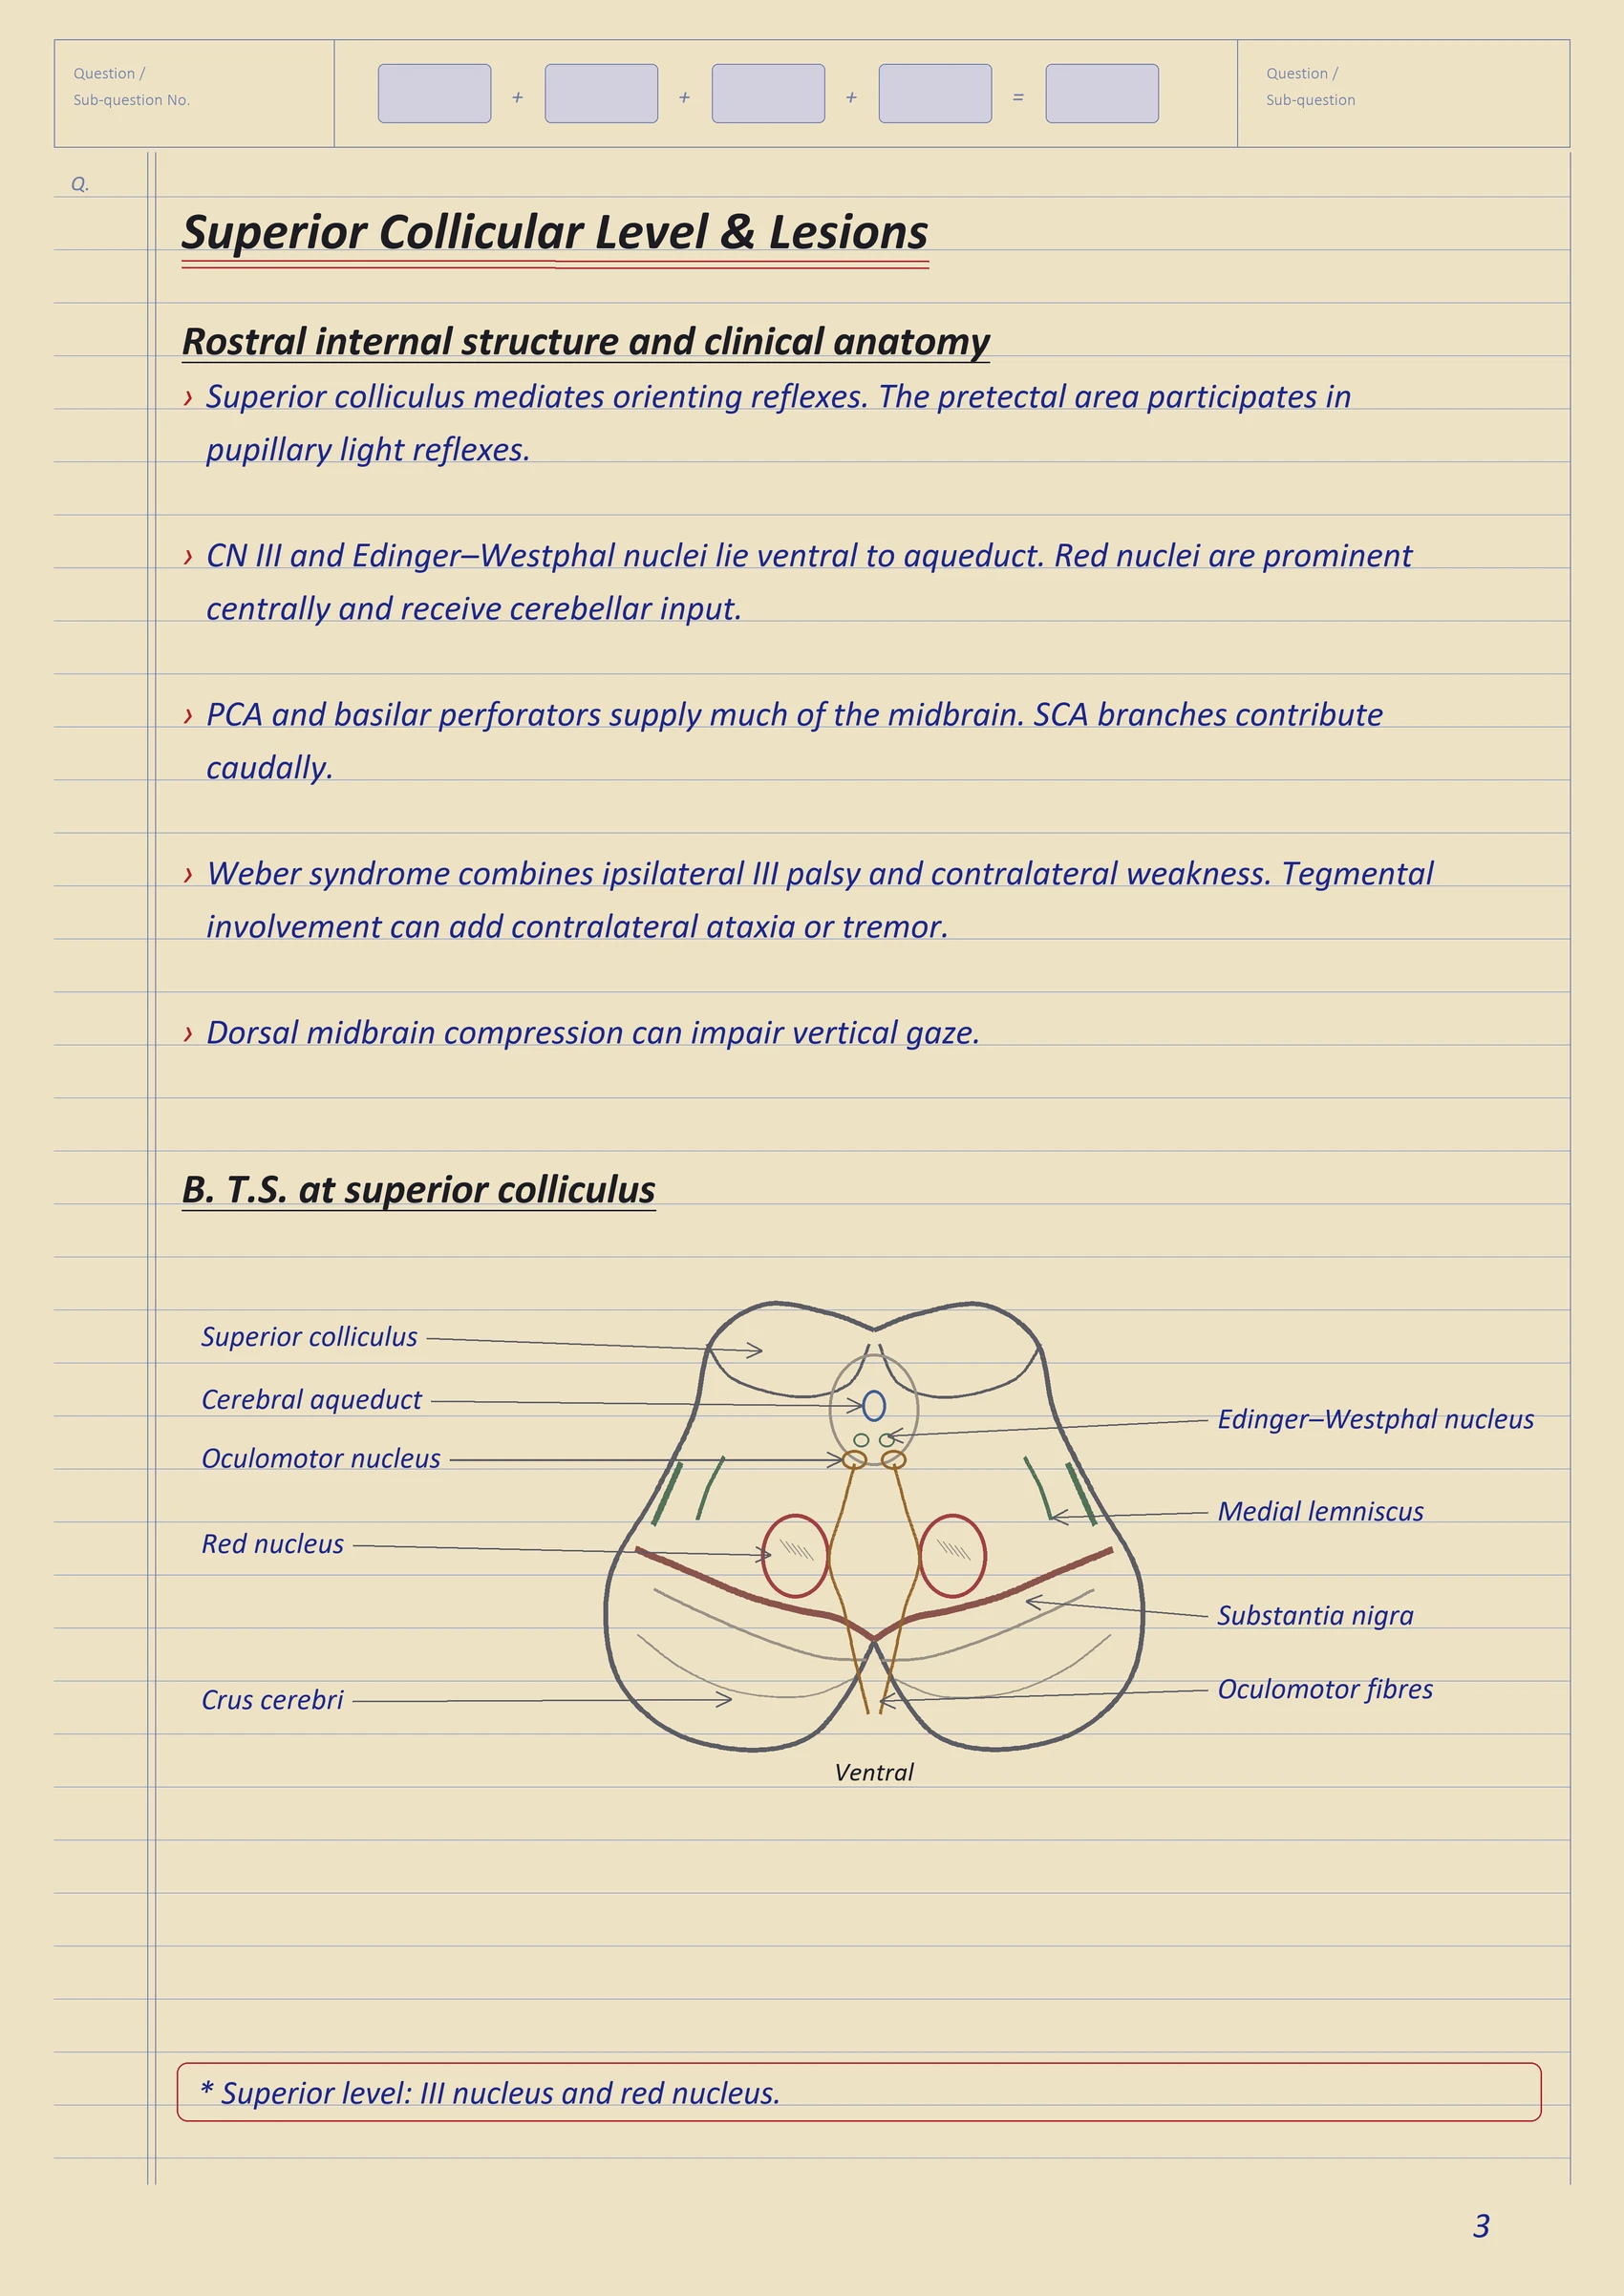 Question /
Sub-question No.
+ + + + =
Question /
Sub-question
Q.
Superior Collicular Level & Lesions
Rostral internal structure and clinical anatomy
› Superior colliculus mediates orienting reflexes. The pretectal area participates in
pupillary light reflexes.
› CN III and Edinger–Westphal nuclei lie ventral to aqueduct. Red nuclei are prominent
centrally and receive cerebellar input.
› PCA and basilar perforators supply much of the midbrain. SCA branches contribute
caudally.
› Weber syndrome combines ipsilateral III palsy and contralateral weakness. Tegmental
involvement can add contralateral ataxia or tremor.
› Dorsal midbrain compression can impair vertical gaze.
B. T.S. at superior colliculus
Superior colliculus
Cerebral aqueduct
Oculomotor nucleus
Red nucleus
Crus cerebri
Edinger–Westphal nucleus
Medial lemniscus
Substantia nigra
Oculomotor fibres
Ventral
* Superior level: III nucleus and red nucleus.
3